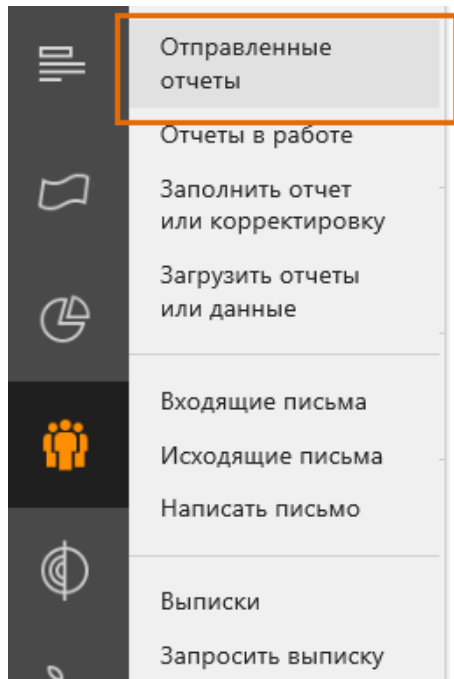 Отправленные
отчеты
Отчеты в работе
Заполнить отчет
или корректировку
Загрузить отчеты
или данные
Входящие письма
Исходящие письма
Написать письмо
Выписки
Запросить выписку